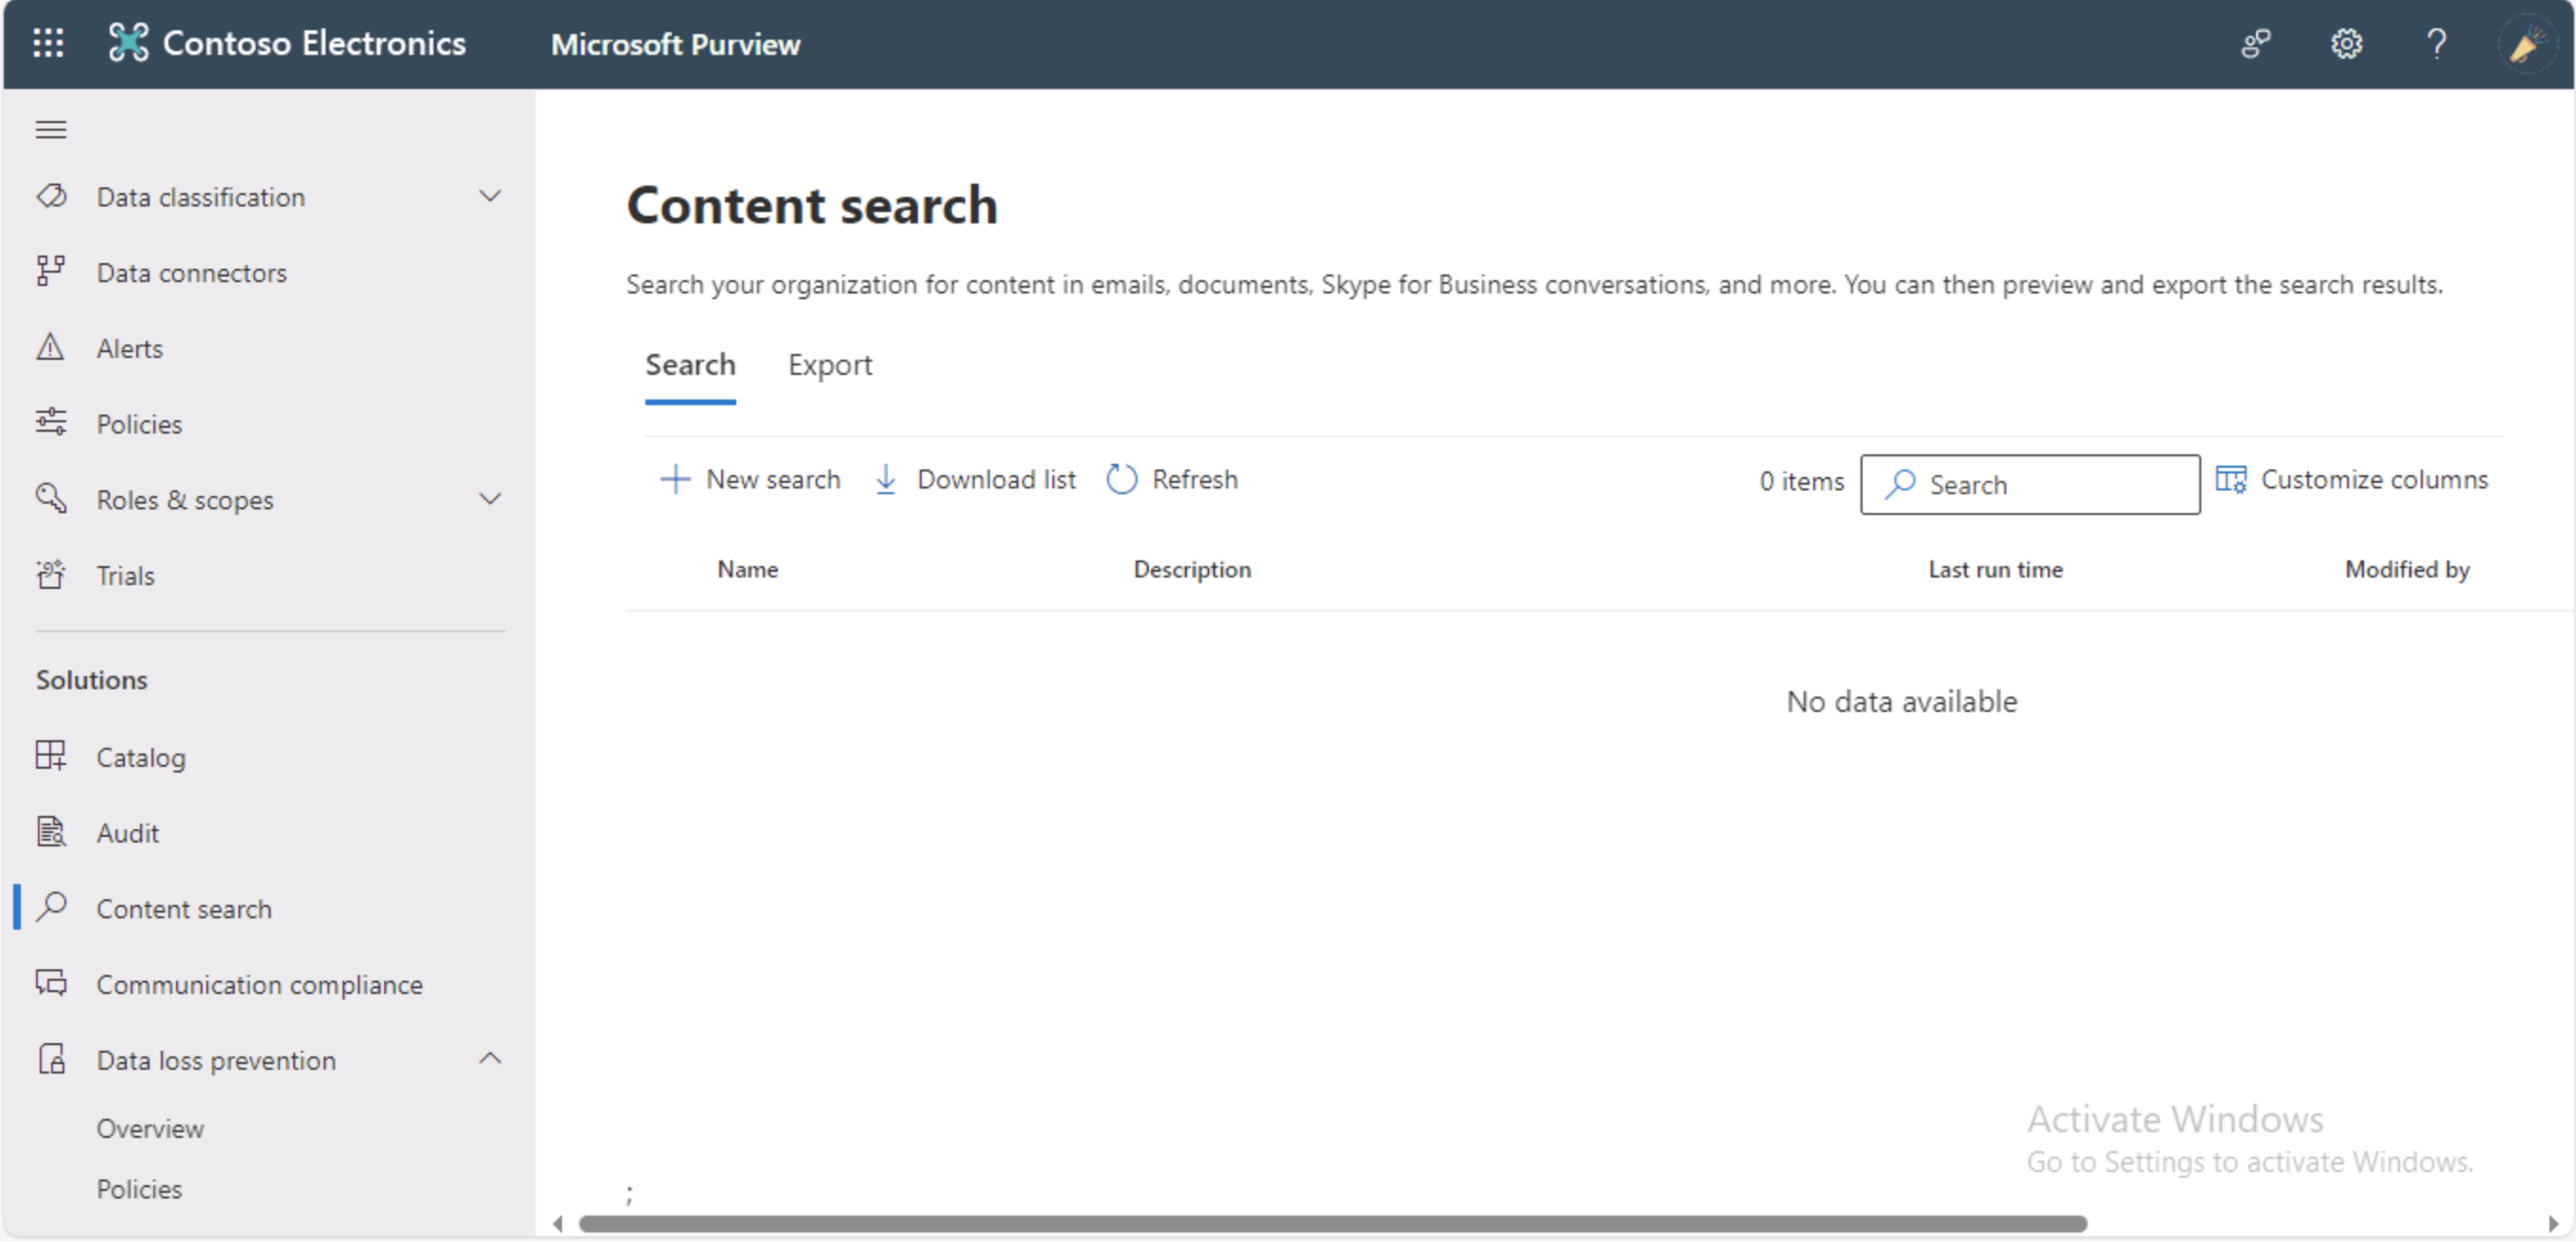 Contoso Electronics
Microsoft Purview
Data classification
Data connectors
Alerts
Policies
Roles & scopes
Trials
Solutions
Catalog
Audit
Content search
Communication compliance
Data loss prevention
Overview
Policies
Content search
Search your organization for content in emails, documents, Skype for Business conversations, and more. You can then preview and export the search results.
Search Export
New search Download list Refresh 0 items Search Customize columns
Name Description Last run time Modified by
No data available
Activate Windows
Go to Settings to activate Windows.
;